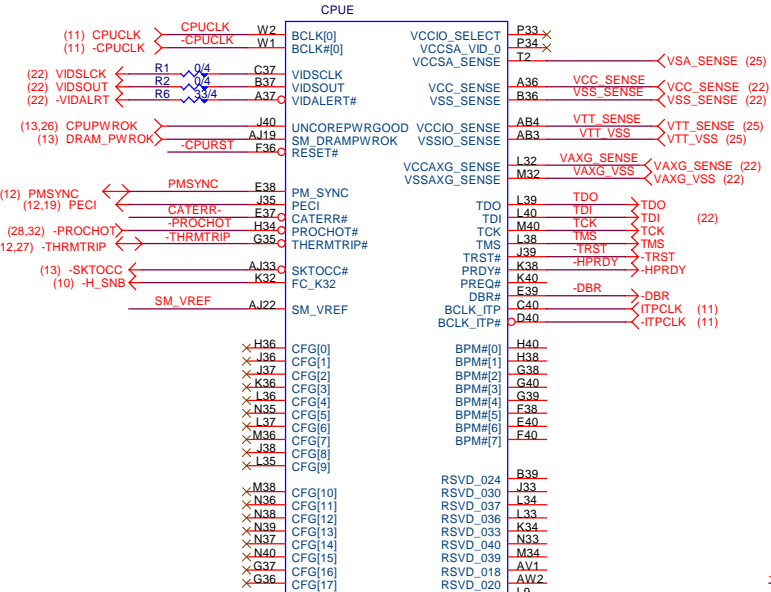 CPUE
(11) CPUCLK CPUCLK W2 BCLK[0] VCCIO_SELECT P33
(11) -CPUCLK -CPUCLK W1 BCLK#[0] VCCSA_VID_0 P34
VCCSA_SENSE T2 VSA_SENSE (25)
(22) VIDSLCK R1 0/4 C37 VIDSCLK
(22) VIDSOUT R2 0/4 B37 VIDSOUT A36 VCC_SENSE VCC_SENSE (22)
(22) -VIDALRT R6 33/4 A37 VIDALERT# B36 VSS_SENSE VSS_SENSE (22)
(13,26) CPUPWROK J40 UNCOREPWRGOOD VCCIO_SENSE AB4 VTT_SENSE VTT_SENSE (25)
(13) DRAM_PWROK AJ19 SM_DRAMPWROK VSSIO_SENSE AB3 VTT_VSS VTT_VSS (25)
-CPURST F36 RESET#
VCCAXG_SENSE L32 VAXG_SENSE VAXG_SENSE (22)
VSSAXG_SENSE M32 VAXG_VSS VAXG_VSS (22)
(12) PMSYNC PMSYNC E38 PM_SYNC
(12,19) PECI J35 PECI TDO L39 TDO TDO
CATERR- E37 CATERR# TDI L40 TDI TDI (22)
(28,32) -PROCHOT -PROCHOT H34 PROCHOT# TCK M40 TCK TCK
12,27) -THRMTRIP -THRMTRIP G35 THERMTRIP# TMS L38 TMS TMS
TRST# J39 -TRST -TRST
(13) -SKTOCC AJ33 SKTOCC# PRDY# K38 -HPRDY -HPRDY
(10) -H_SNB K32 FC_K32 PREQ# K40
DBR# E39 -DBR -DBR
SM_VREF AJ22 SM_VREF BCLK_ITP C40 ITPCLK (11)
BCLK_ITP# D40 -ITPCLK (11)
H36 CFG[0] BPM#[0] H40
J36 CFG[1] BPM#[1] H38
J37 CFG[2] BPM#[2] G38
K36 CFG[3] BPM#[3] G40
L36 CFG[4] BPM#[4] G39
N35 CFG[5] BPM#[5] F38
L37 CFG[6] BPM#[6] E40
M36 CFG[7] BPM#[7] F40
J38 CFG[8]
L35 CFG[9]
RSVD_024 B39
M38 CFG[10] RSVD_030 J33
N36 CFG[11] RSVD_037 L34
N38 CFG[12] RSVD_036 L33
N39 CFG[13] RSVD_033 K34
N37 CFG[14] RSVD_040 N33
N40 CFG[15] RSVD_039 M34
G37 CFG[16] RSVD_018 AV1
G36 CFG[17] RSVD_020 AW2